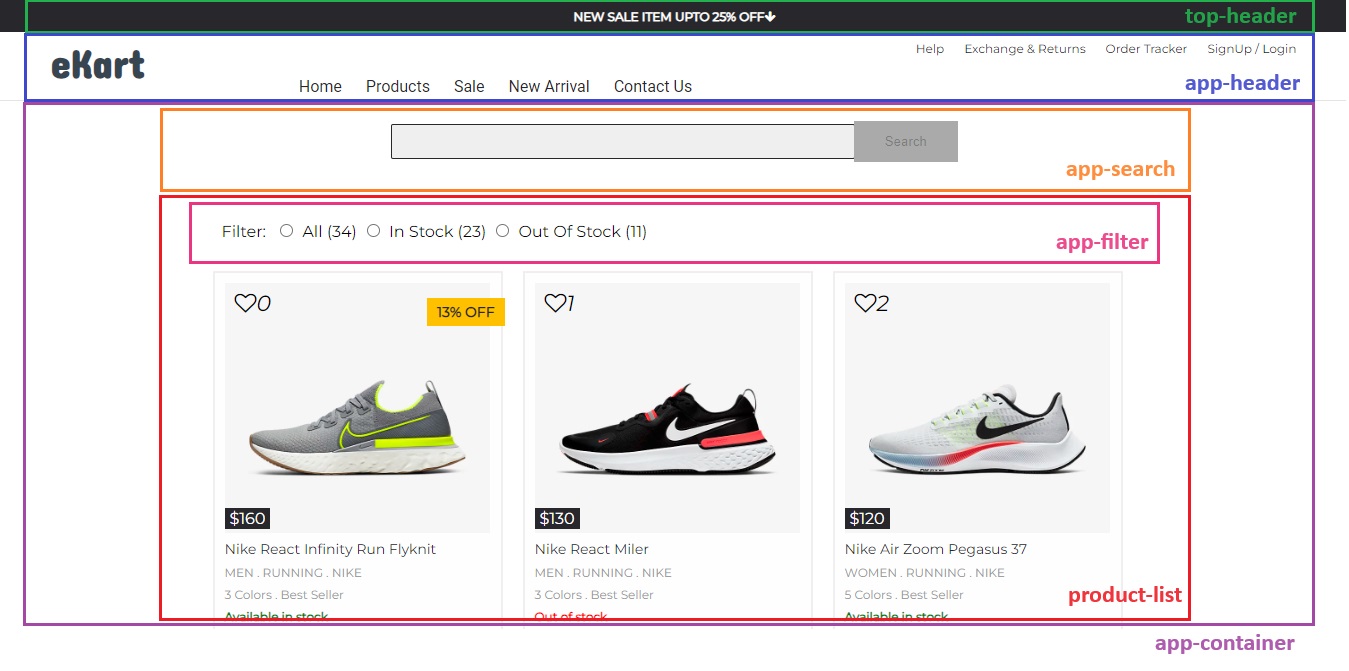 NEW SALE ITEM UPTO 25% OFF
top-header
eKart
Help Exchange & Returns Order Tracker SignUp / Login
Home Products Sale New Arrival Contact Us
app-header
Search
app-search
Filter: All (34) In Stock (23) Out Of Stock (11)
app-filter
0
13% OFF
1
2
$160
$130
$120
Nike React Infinity Run Flyknit
Nike React Miler
Nike Air Zoom Pegasus 37
MEN . RUNNING . NIKE
MEN . RUNNING . NIKE
WOMEN . RUNNING . NIKE
3 Colors . Best Seller
3 Colors . Best Seller
5 Colors . Best Seller
product-list
Available in stock
Out of stock
Available in stock
app-container